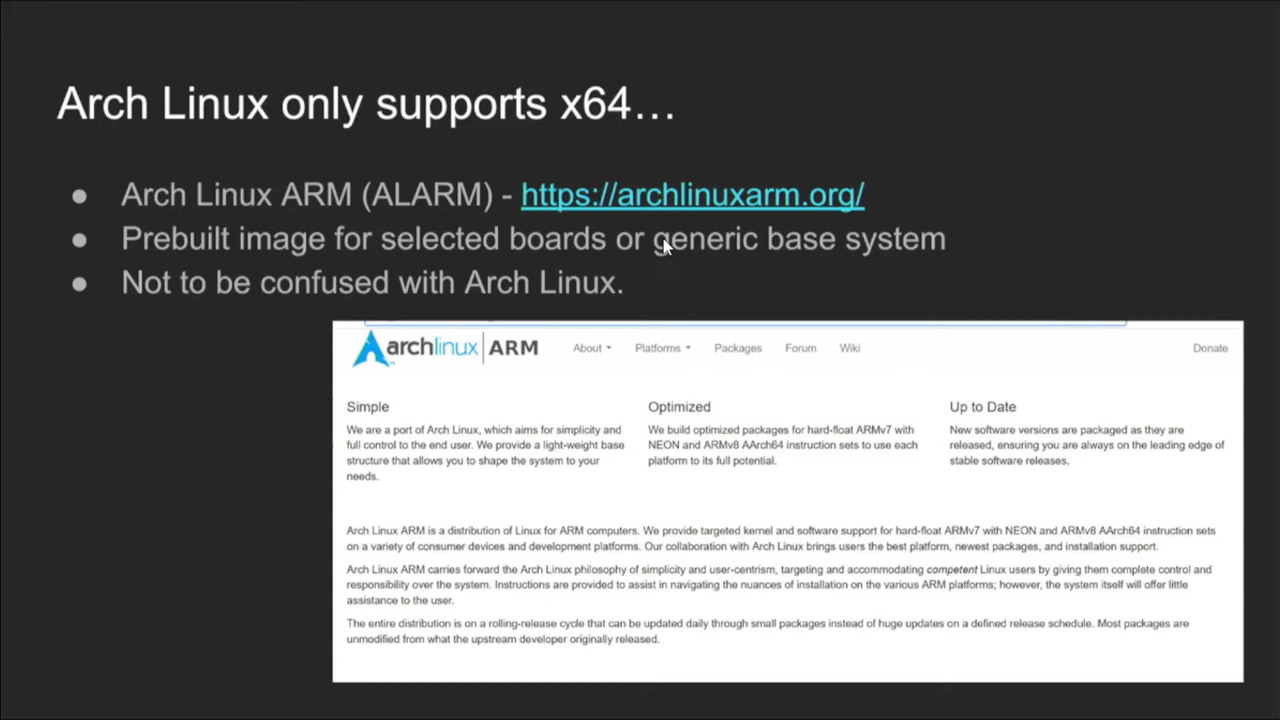 Arch Linux only supports x64…
● Arch Linux ARM (ALARM) - https://archlinuxarm.org/
● Prebuilt image for selected boards or generic base system
● Not to be confused with Arch Linux.
archlinux ARM About Platforms Packages Forum Wiki Donate
Simple
We are a port of Arch Linux, which aims for simplicity and
full control to the end user. We provide a light-weight base
structure that allows you to shape the system to your
needs.
Optimized
We build optimized packages for hard-float ARMv7 with
NEON and ARMv8 AArch64 instruction sets to use each
platform to its full potential.
Up to Date
New software versions are packaged as they are
released, ensuring you are always on the leading edge of
stable software releases.
Arch Linux ARM is a distribution of Linux for ARM computers. We provide targeted kernel and software support for hard-float ARMv7 with NEON and ARMv8 AArch64 instruction sets
on a variety of consumer devices and development platforms. Our collaboration with Arch Linux brings users the best platform, newest packages, and installation support.
Arch Linux ARM carries forward the Arch Linux philosophy of simplicity and user-centrism, targeting and accommodating competent Linux users by giving them complete control and
responsibility over the system. Instructions are provided to assist in navigating the nuances of installation on the various ARM platforms; however, the system itself will offer little
assistance to the user.
The entire distribution is on a rolling-release cycle that can be updated daily through small packages instead of huge updates on a defined release schedule. Most packages are
unmodified from what the upstream developer originally released.